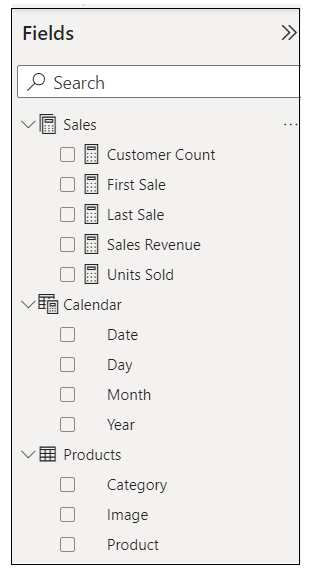 Fields
Search
Sales
Customer Count
First Sale
Last Sale
Sales Revenue
Units Sold
Calendar
Date
Day
Month
Year
Products
Category
Image
Product